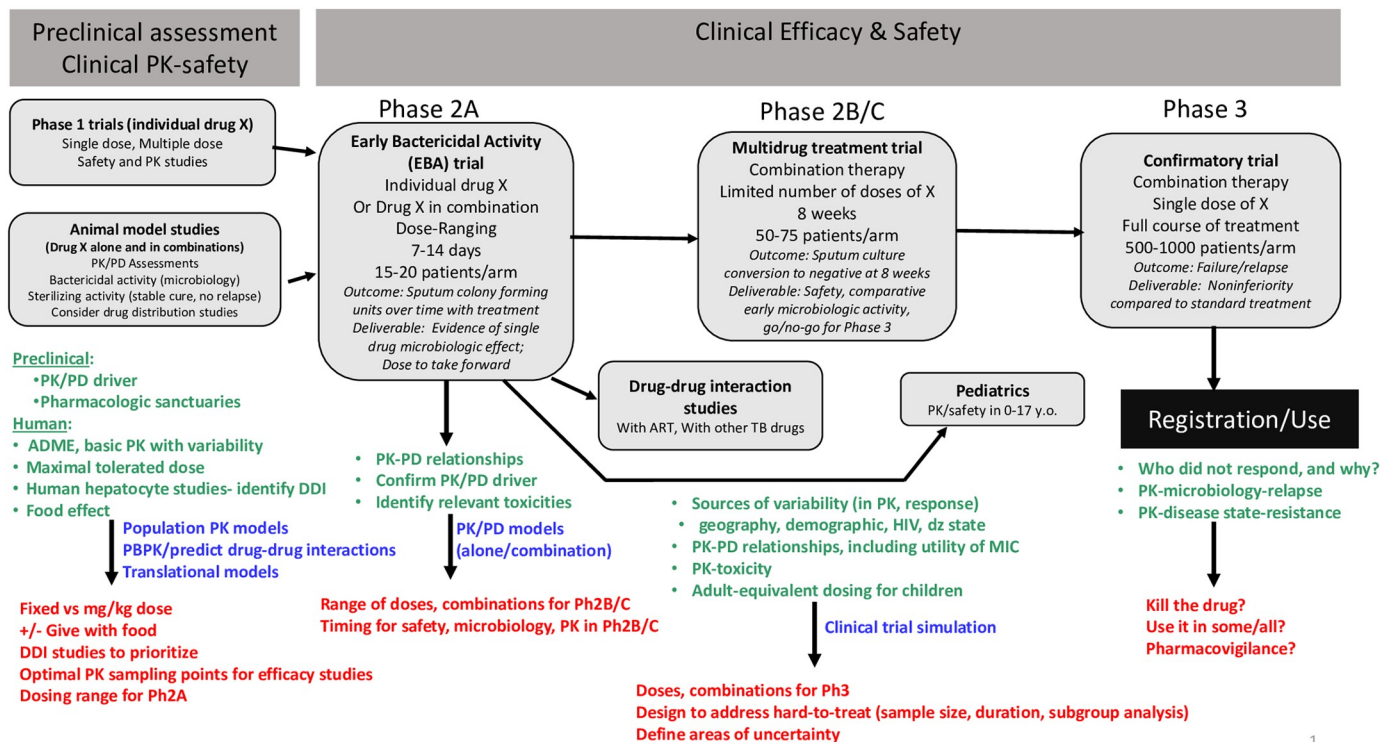 Preclinical assessment
Clinical PK-safety
Clinical Efficacy & Safety
Phase 1 trials (individual drug X)
Single dose, Multiple dose
Safety and PK studies
Animal model studies
(Drug X alone and in combinations)
PK/PD Assessments
Bactericidal activity (microbiology)
Sterilizing activity (stable cure, no relapse)
Consider drug distribution studies
Phase 2A
Early Bactericidal Activity
(EBA) trial
Individual drug X
Or Drug X in combination
Dose-Ranging
7-14 days
15-20 patients/arm
Outcome: Sputum colony forming
units over time with treatment
Deliverable: Evidence of single
drug microbiologic effect;
Dose to take forward
Phase 2B/C
Multidrug treatment trial
Combination therapy
Limited number of doses of X
8 weeks
50-75 patients/arm
Outcome: Sputum culture
conversion to negative at 8 weeks
Deliverable: Safety, comparative
early microbiologic activity,
go/no-go for Phase 3
Phase 3
Confirmatory trial
Combination therapy
Single dose of X
Full course of treatment
500-1000 patients/arm
Outcome: Failure/relapse
Deliverable: Noninferiority
compared to standard treatment
Drug-drug interaction
studies
With ART, With other TB drugs
Pediatrics
PK/safety in 0-17 y.o.
Registration/Use
Preclinical:
•PK/PD driver
•Pharmacologic sanctuaries
Human:
• ADME, basic PK with variability
• Maximal tolerated dose
• Human hepatocyte studies- identify DDI
• Food effect
Population PK models
PBPK/predict drug-drug interactions
Translational models
Fixed vs mg/kg dose
+/- Give with food
DDI studies to prioritize
Optimal PK sampling points for efficacy studies
Dosing range for Ph2A
• PK-PD relationships
• Confirm PK/PD driver
• Identify relevant toxicities
PK/PD models
(alone/combination)
Range of doses, combinations for Ph2B/C
Timing for safety, microbiology, PK in Ph2B/C
• Sources of variability (in PK, response)
• geography, demographic, HIV, dz state
• PK-PD relationships, including utility of MIC
• PK-toxicity
• Adult-equivalent dosing for children
Clinical trial simulation
Doses, combinations for Ph3
Design to address hard-to-treat (sample size, duration, subgroup analysis)
Define areas of uncertainty
• Who did not respond, and why?
• PK-microbiology-relapse
• PK-disease state-resistance
Kill the drug?
Use it in some/all?
Pharmacovigilance?
1